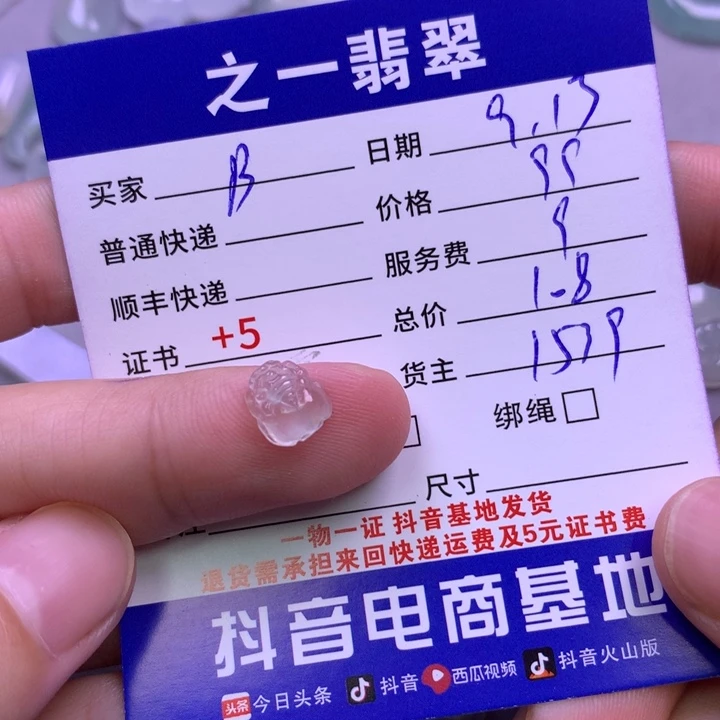 之一翡翠
买家 B 日期 9.13
普通快递 价格 99
顺丰快递 服务费 9
证书 +5 总价 1-8
货主 1579
绑绳
尺寸
一物一证 抖音基地发货
退货需承担来回快递运费及5元证书费
抖音电商基地
头条 今日头条 抖音 西瓜视频 抖音火山版